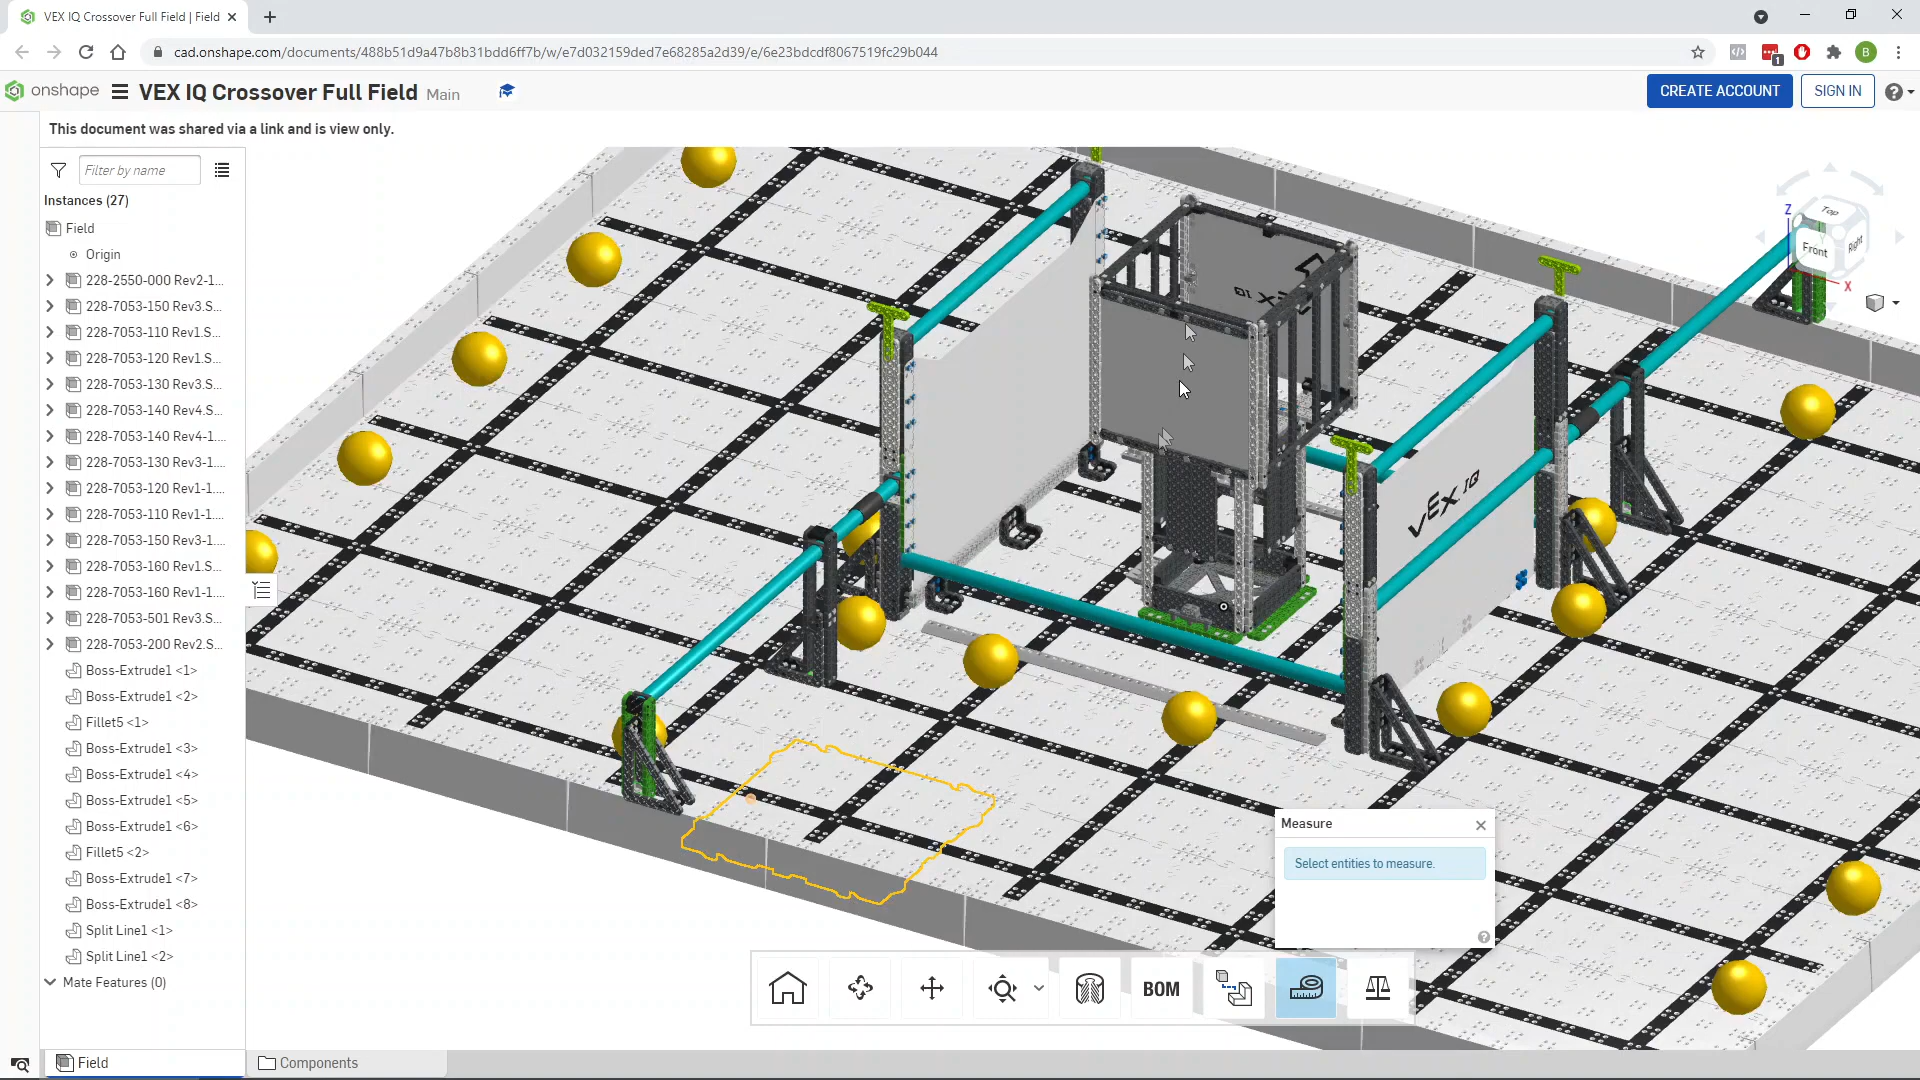 VEX IQ Crossover Full Field | Field
cad.onshape.com/documents/488b51d9a47b8b31bdd6ff7b/w/e7d032159ded7e68285a2d39/e/6e23bdcdf8067519fc29b044
1
B
onshape
VEX IQ Crossover Full Field Main
CREATE ACCOUNT
SIGN IN
This document was shared via a link and is view only.
Filter by name
Instances (27)
Field
Origin
228-2550-000 Rev2-1...
228-7053-150 Rev3.S...
228-7053-110 Rev1.S...
228-7053-120 Rev1.S...
228-7053-130 Rev3.S...
228-7053-140 Rev4.S...
228-7053-140 Rev4-1....
228-7053-130 Rev3-1....
228-7053-120 Rev1-1....
228-7053-110 Rev1-1....
228-7053-150 Rev3-1....
228-7053-160 Rev1.S...
228-7053-160 Rev1-1....
228-7053-501 Rev3.S...
228-7053-200 Rev2.S...
Boss-Extrude1 <1>
Boss-Extrude1 <2>
Fillet5 <1>
Boss-Extrude1 <3>
Boss-Extrude1 <4>
Boss-Extrude1 <5>
Boss-Extrude1 <6>
Fillet5 <2>
Boss-Extrude1 <7>
Boss-Extrude1 <8>
Split Line1 <1>
Split Line1 <2>
Mate Features (0)
Z
Top
Front
Right
X
VEX IQ
VEX IQ
Measure
Select entities to measure.
BOM
Field
Components